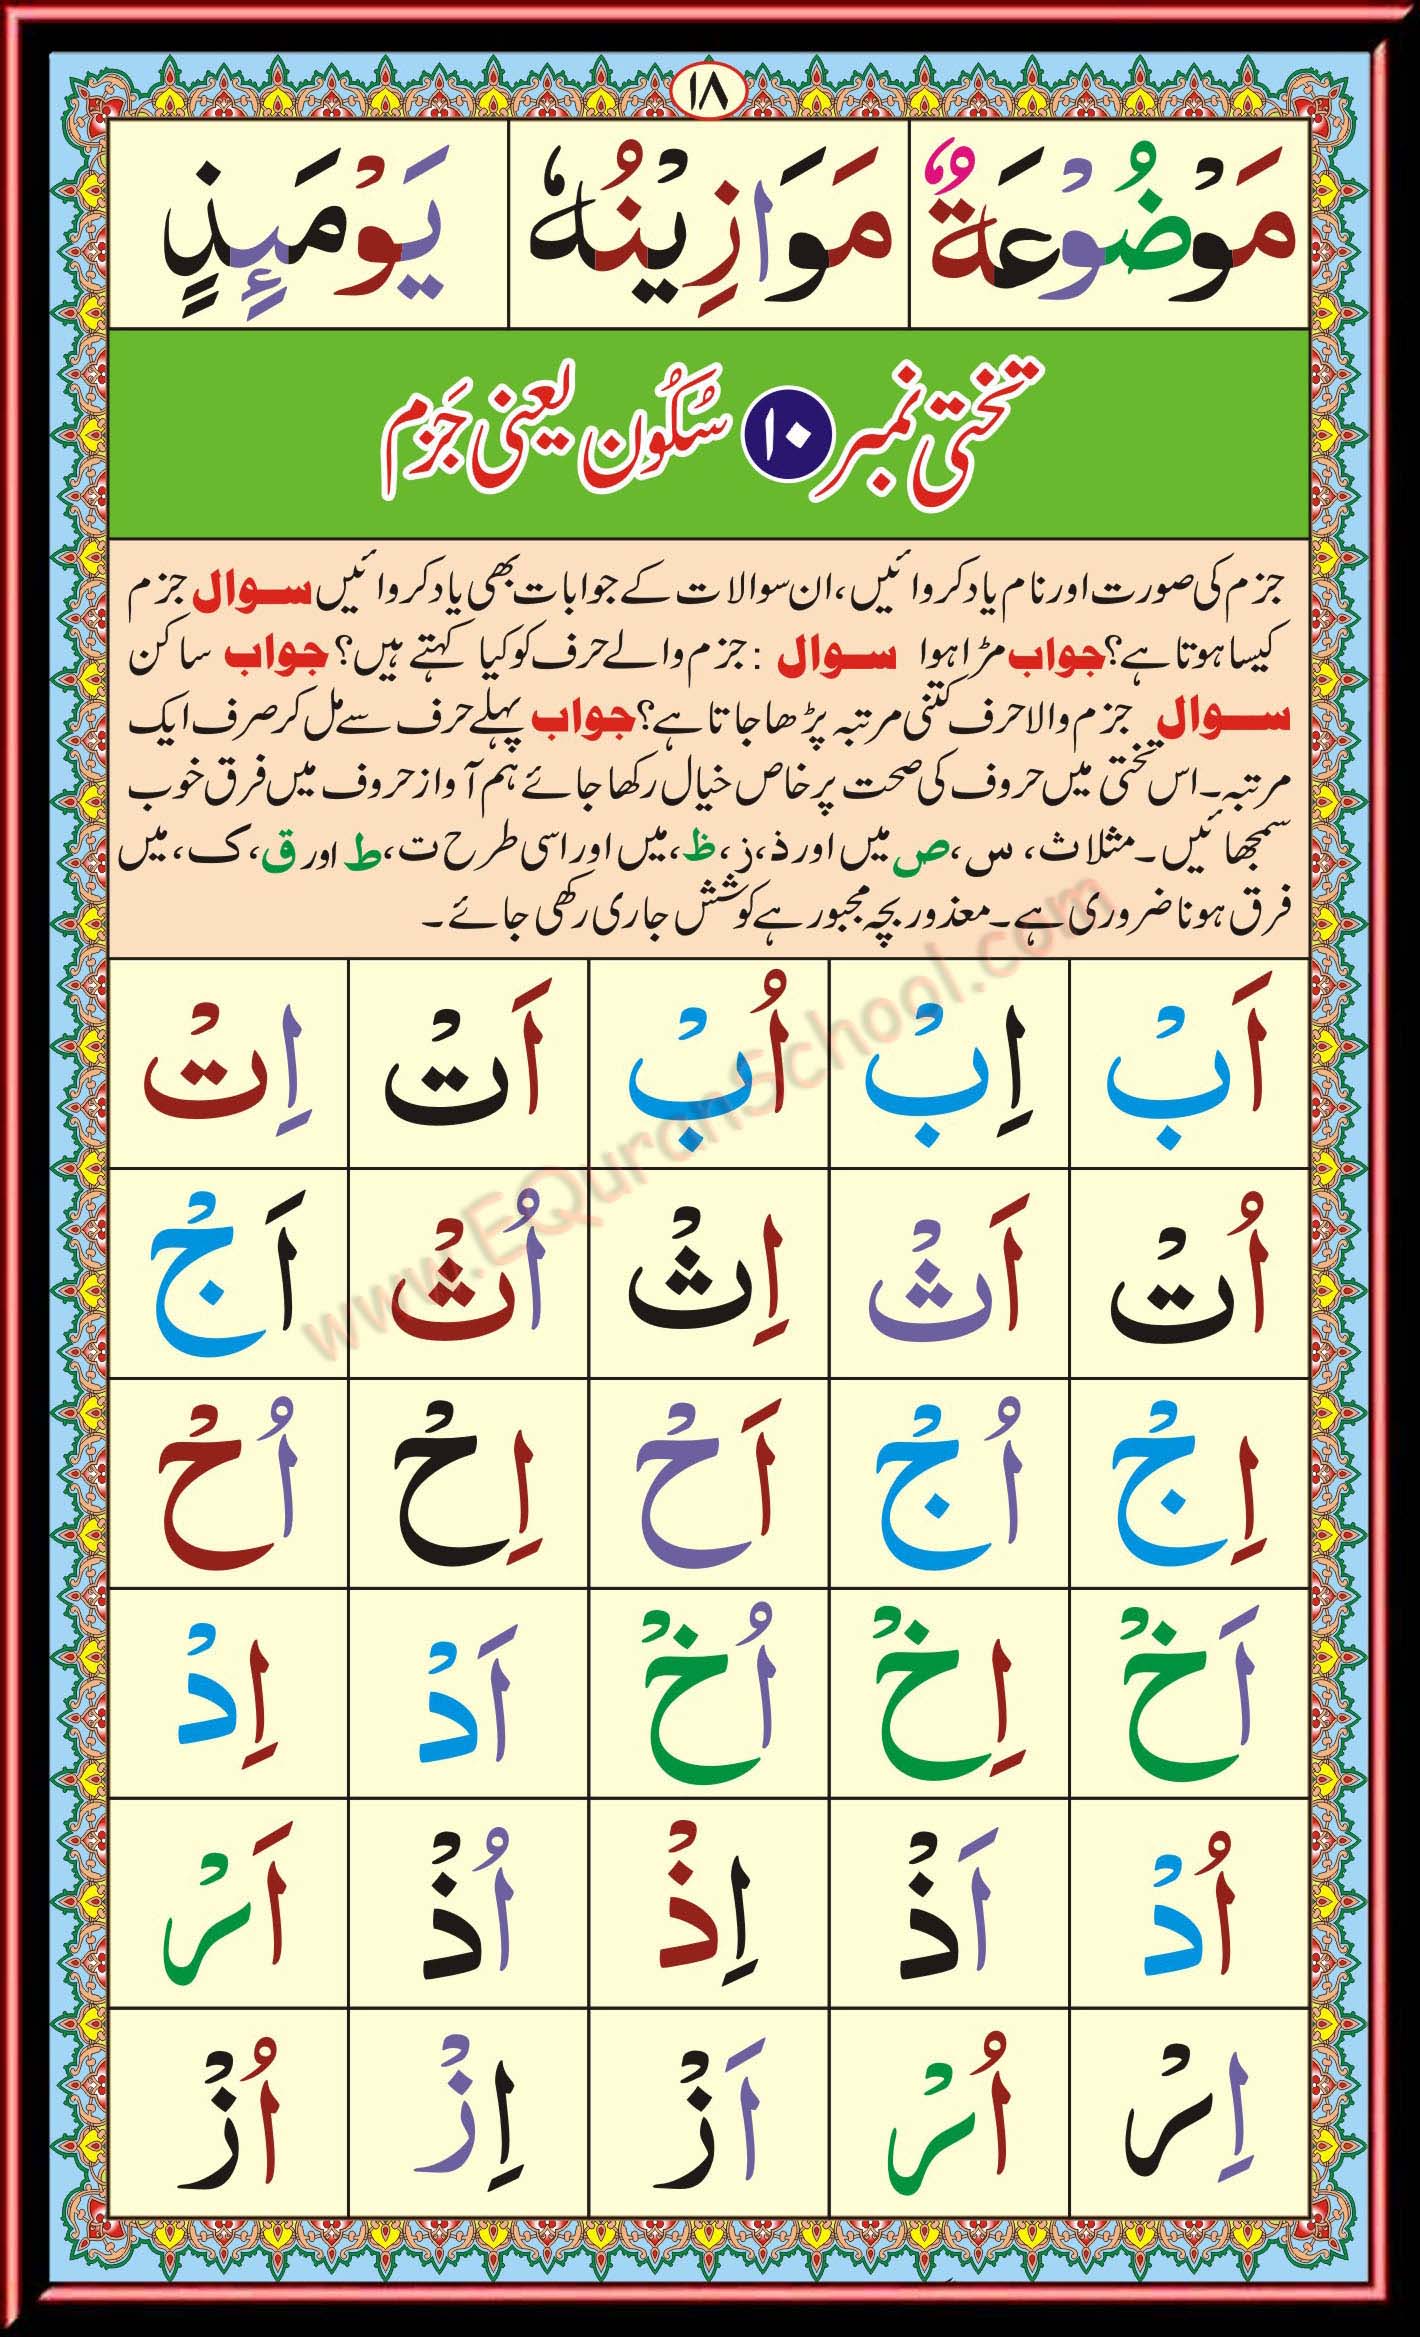 ١٨
مَوْضُوْعَةٌ مَوَازِيْنُهٗ يَوْمَئِذٍ
تختی نمبر ١٠ سُکُون یعنی جَزم
جزم کی صورت اور نام یاد کروائیں، ان سوالات کے جوابات بھی یاد کروائیں سوال جزم
کیسا ہوتا ہے؟ جواب مڑا ہوا سوال : جزم والے حرف کو کیا کہتے ہیں؟ جواب ساکن
سوال جزم والا حرف کتنی مرتبہ پڑھا جاتا ہے؟ جواب پہلے حرف سے مل کر صرف ایک
مرتبہ۔ اس تختی میں حروف کی صحت پر خاص خیال رکھا جائے ہم آواز حروف میں فرق خوب
سمجھائیں۔ مثلا ث، س، ص میں اور ذ، ز، ظ، میں اور اسی طرح ت، ط اور ق، ک، میں
فرق ہونا ضروری ہے۔ معذور بچہ مجبور ہے کوشش جاری رکھی جائے۔
اَبْ اِبْ اُبْ اَتْ اِتْ
اُتْ اَثْ اِثْ اُثْ اَجْ
اِجْ اُجْ اَحْ اِحْ اُحْ
اَخْ اِخْ اُخْ اَدْ اِدْ
اُدْ اَذْ اِذْ اُذْ اَرْ
اِرْ اُرْ اَزْ اِزْ اُزْ
www.EQuranSchool.com